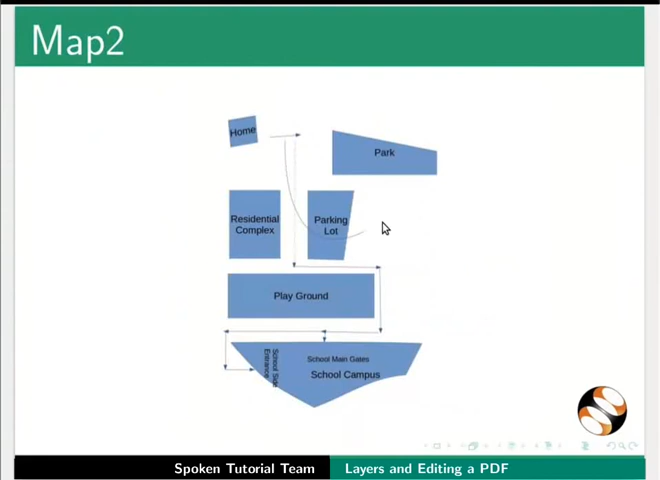 Map2
Home
Park
Residential
Complex
Parking
Lot
Play Ground
School Side
Entrance
School Main Gates
School Campus
Spoken Tutorial Team
Layers and Editing a PDF